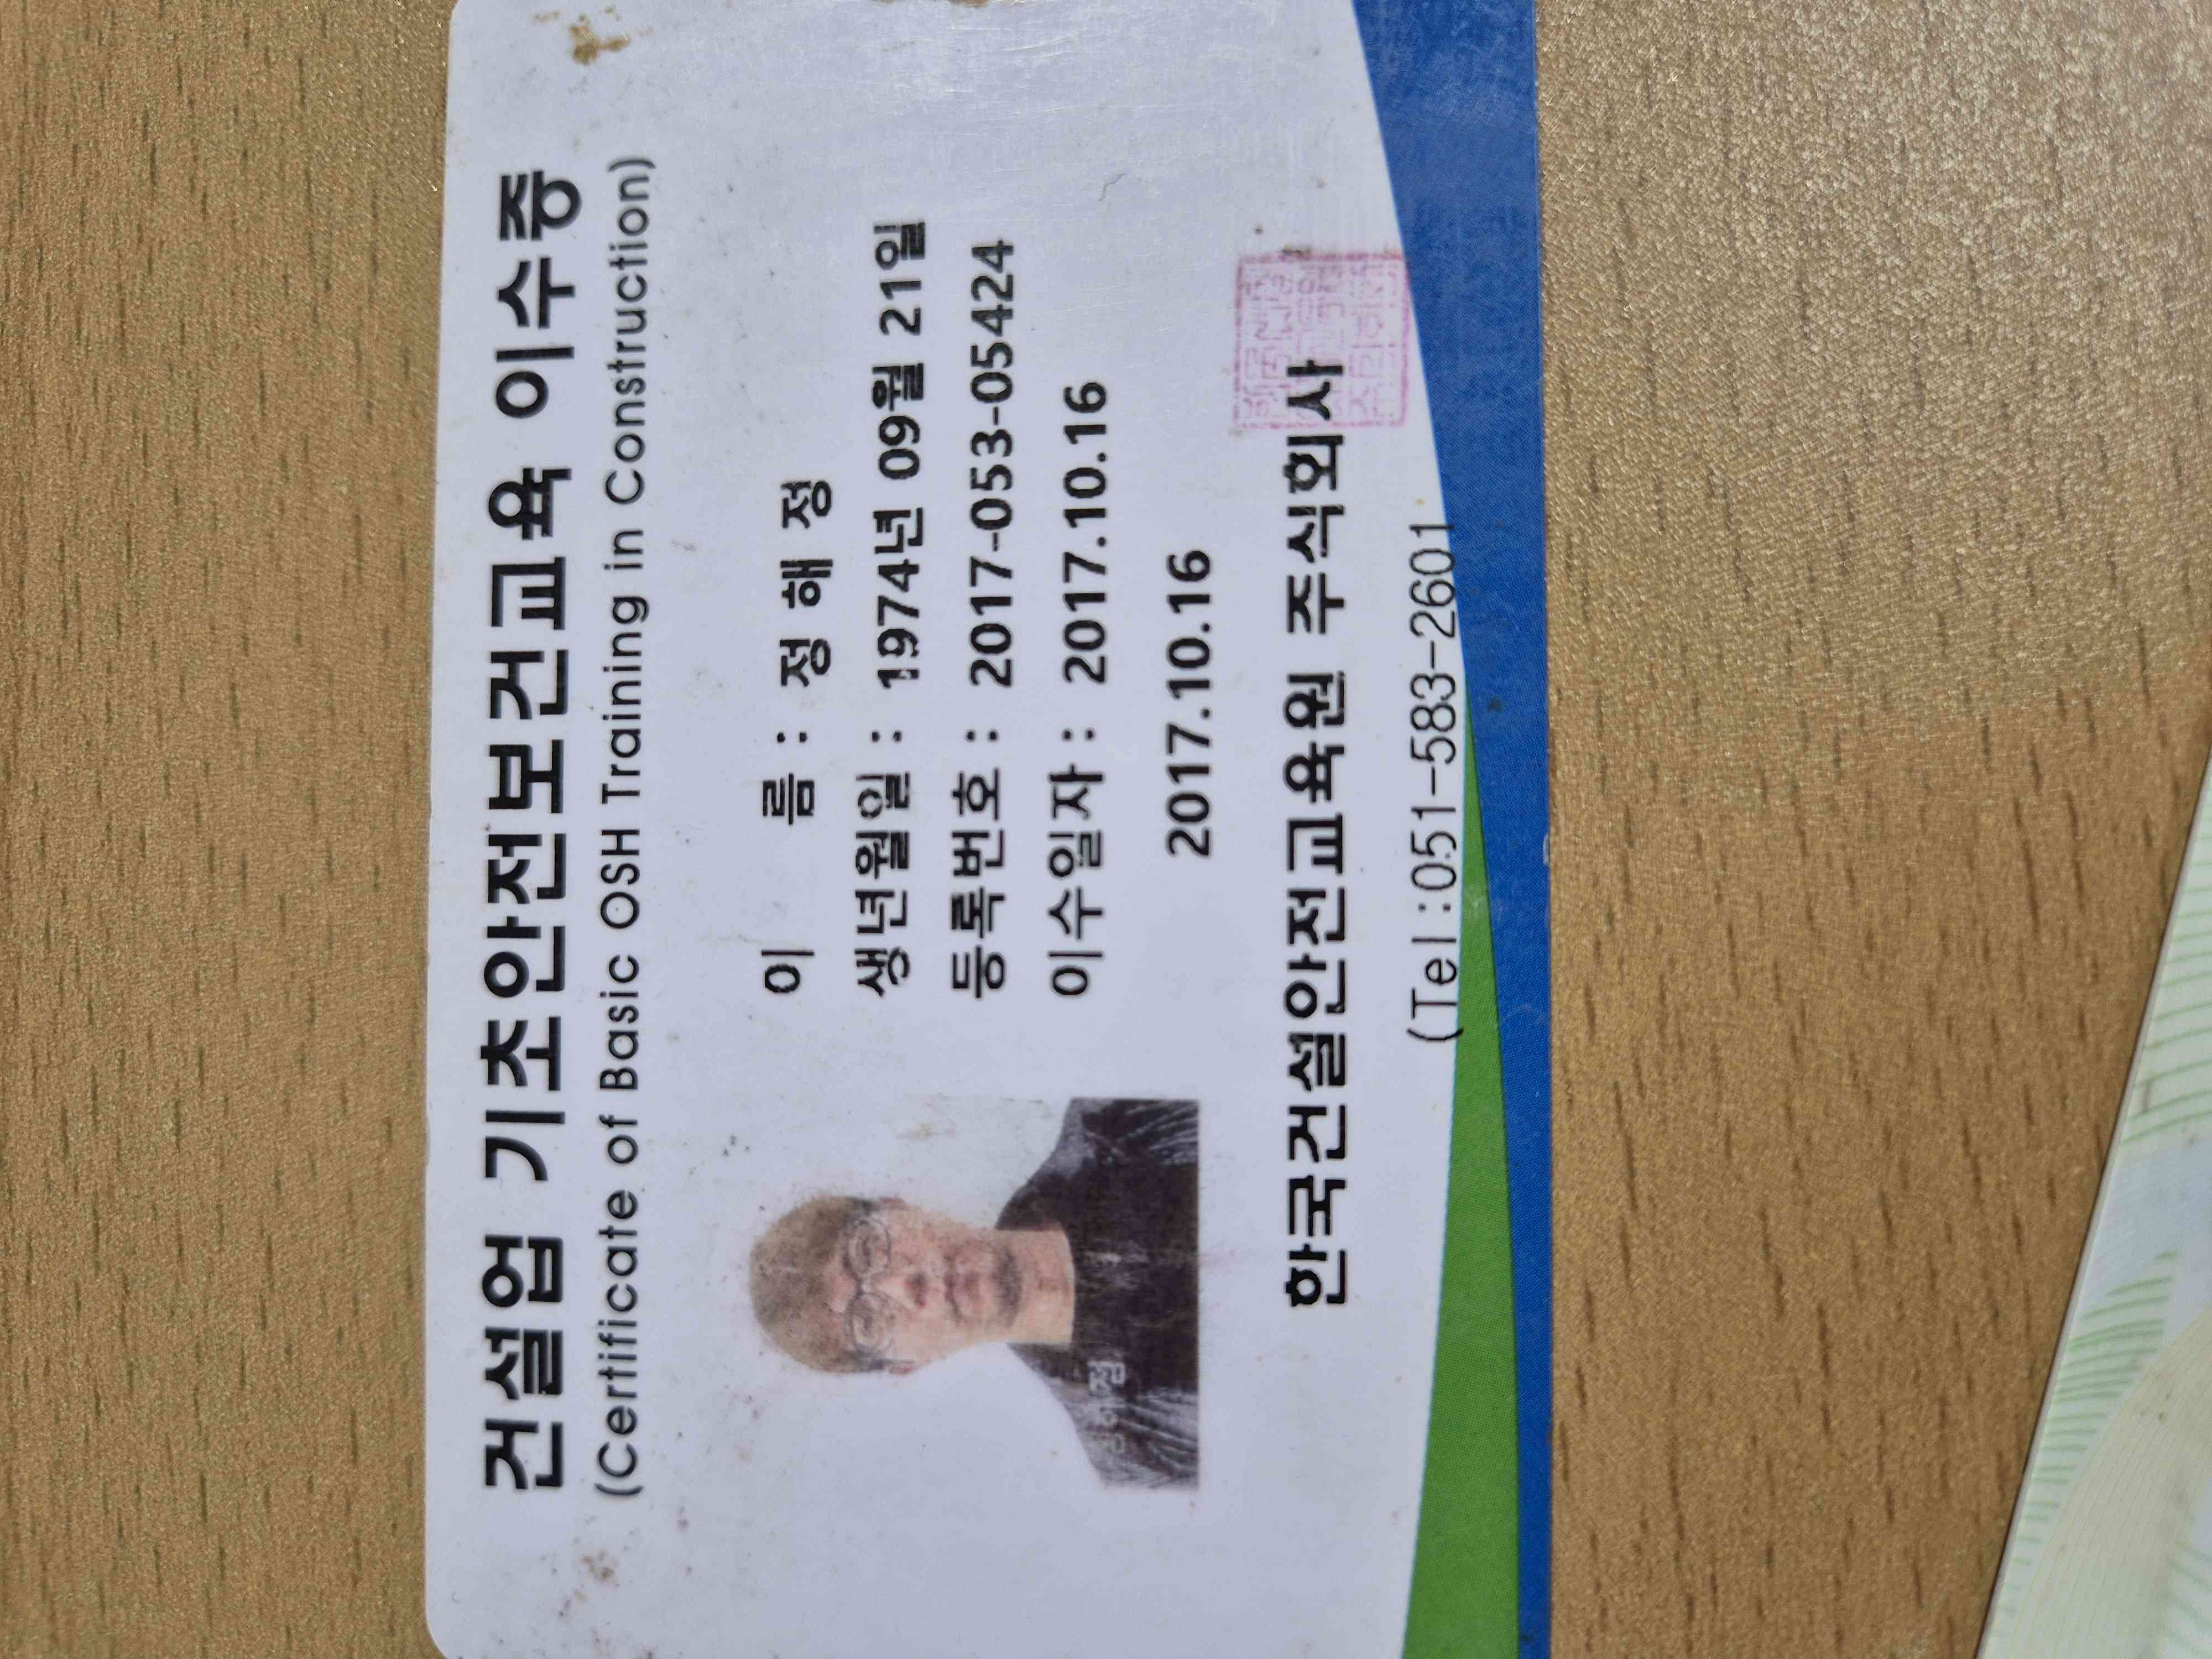 건설업 기초안전보건교육 이수증
(Certificate of Basic OSH Training in Construction)
이 름 : 정 해 정
생년월일 : 1974년 09월 21일
등록번호 : 2017-053-05424
이수일자 : 2017.10.16
2017.10.16
한국건설안전교육원 주식회사
(Tel:051-583-2601